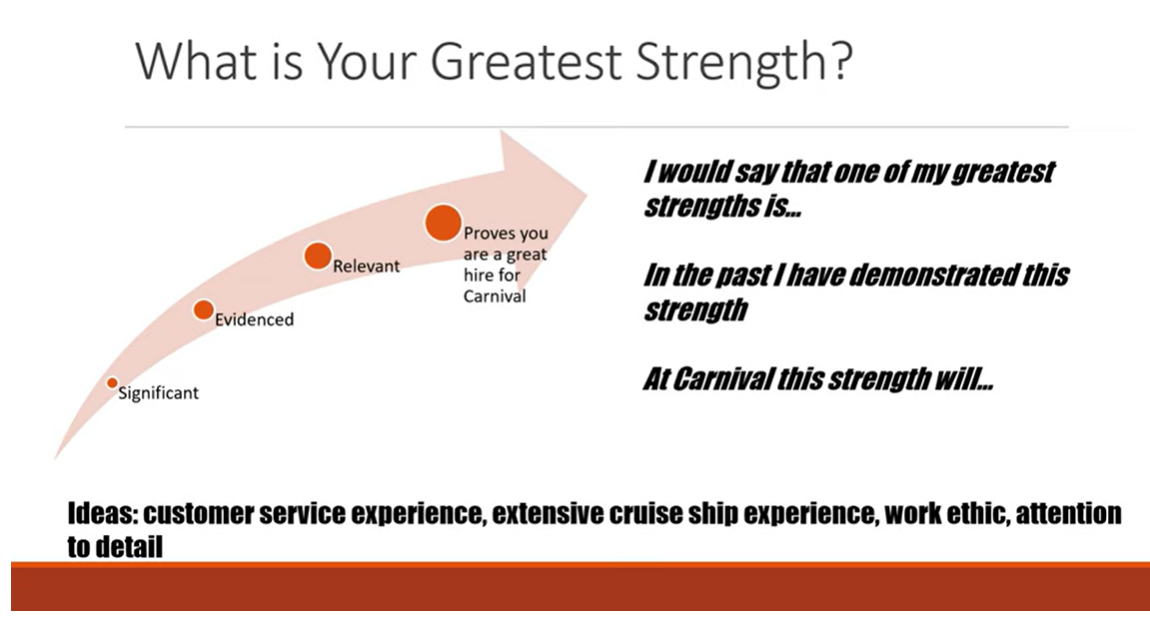 What is Your Greatest Strength?
Significant
Evidenced
Relevant
Proves you
are a great
hire for
Carnival
I would say that one of my greatest
strengths is...
In the past I have demonstrated this
strength
At Carnival this strength will...
Ideas: customer service experience, extensive cruise ship experience, work ethic, attention
to detail